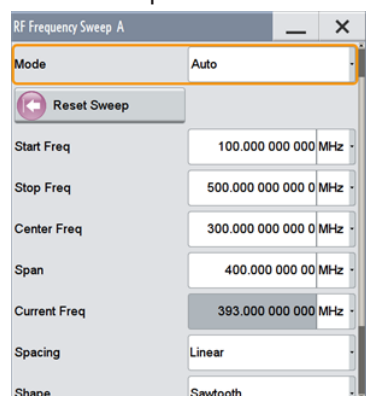 RF Frequency Sweep A
Mode Auto
Reset Sweep
Start Freq 100.000 000 000 MHz
Stop Freq 500.000 000 000 0 MHz
Center Freq 300.000 000 000 0 MHz
Span 400.000 000 00 MHz
Current Freq 393.000 000 000 MHz
Spacing Linear
Shape Sawtooth